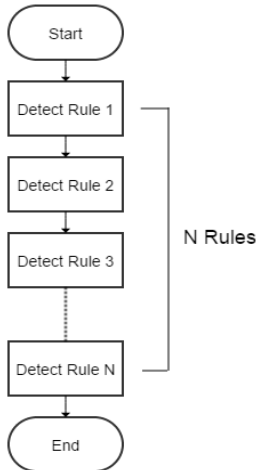 Start
Detect Rule 1
Detect Rule 2
N Rules
Detect Rule 3
Detect Rule N
End